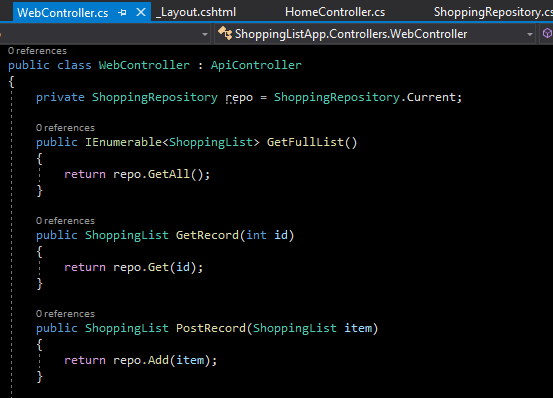 WebController.cs
_Layout.cshtml
HomeController.cs
ShoppingRepository.cs
ShoppingListApp.Controllers.WebController
0 references
public class WebController : ApiController
{
private ShoppingRepository repo = ShoppingRepository.Current;
0 references
public IEnumerable<ShoppingList> GetFullList()
{
return repo.GetAll();
}
0 references
public ShoppingList GetRecord(int id)
{
return repo.Get(id);
}
0 references
public ShoppingList PostRecord(ShoppingList item)
{
return repo.Add(item);
}